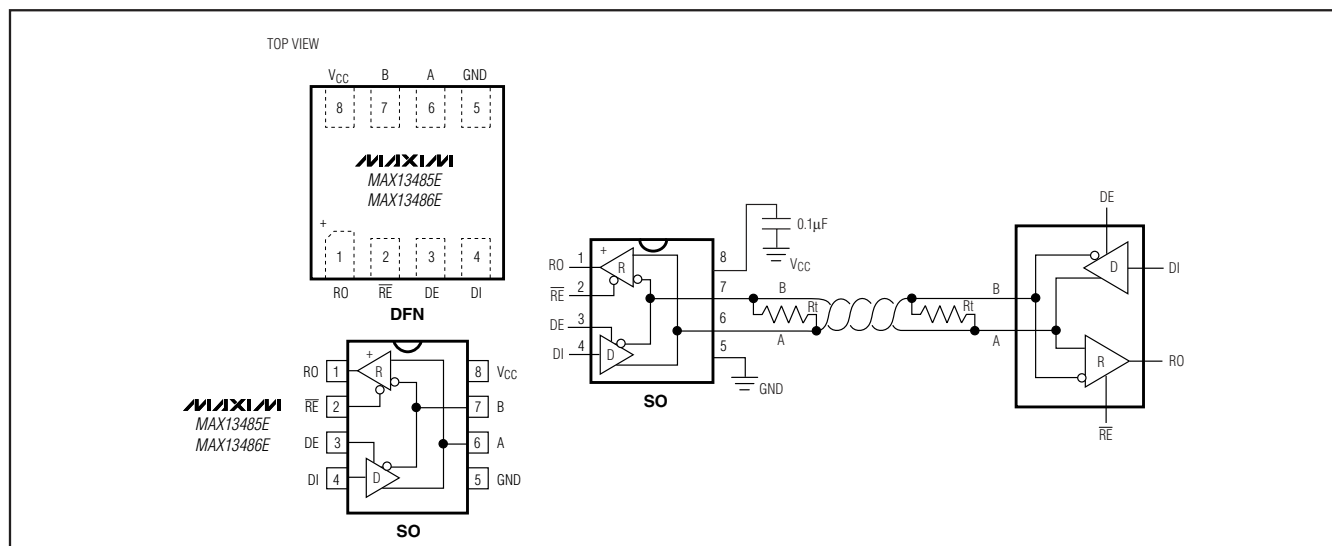 TOP VIEW
VCC B A GND
8 7 6 5
MAXIM
MAX13485E
MAX13486E
+
1 2 3 4
RO RE DE DI
DFN
MAXIM
MAX13485E
MAX13486E
+
RO 1 R 8 VCC
RE 2 7 B
DE 3 6 A
DI 4 D 5 GND
SO
0.1µF
VCC
+
RO 1 R 8
RE 2 7 B
DE 3 6 A
DI 4 D 5 GND
Rt
SO
Rt
DE
D DI
B
A
R RO
RE